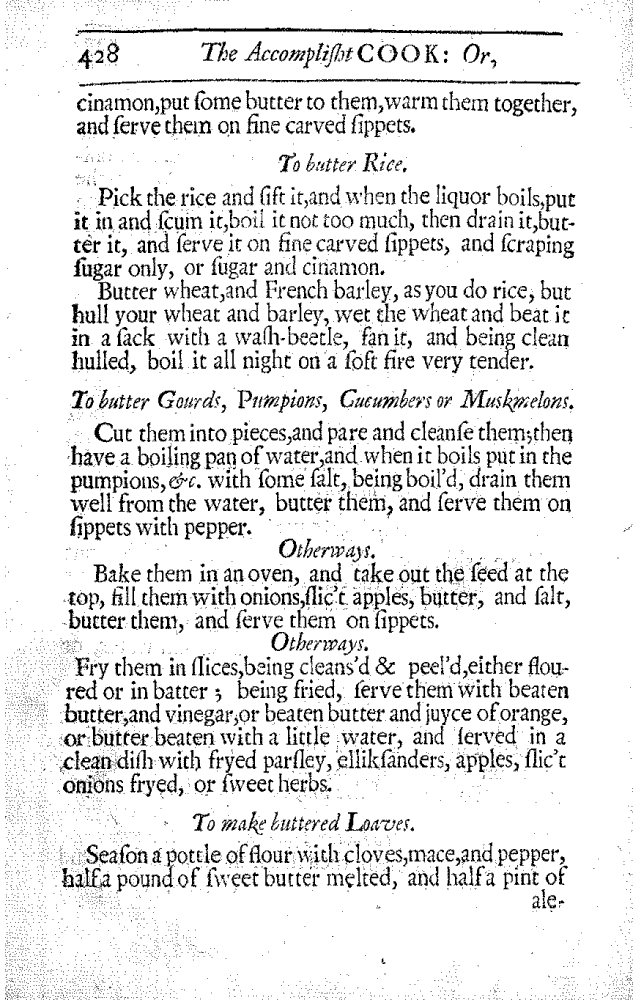 428 The Accompliſht COOK: Or,
cinamon,put ſome butter to them,warm them together,
and ſerve them on fine carved ſippets.
To butter Rice.
Pick the rice and ſift it,and when the liquor boils,put
it in and ſcum it,boil it not too much, then drain it,but-
ter it, and ſerve it on fine carved ſippets, and ſcraping
ſugar only, or ſugar and cinamon.
Butter wheat,and French barley, as you do rice, but
hull your wheat and barley, wet the wheat and beat it
in a ſack with a waſh-beetle, fan it, and being clean
hulled, boil it all night on a ſoft fire very tender.
To butter Gourds, Pumpions, Cucumbers or Muskmelons.
Cut them into pieces,and pare and cleanſe them;then
have a boiling pan of water,and when it boils put in the
pumpions, &c. with ſome ſalt, being boil'd, drain them
well from the water, butter them, and ſerve them on
ſippets with pepper.
Otherways.
Bake them in an oven, and take out the ſeed at the
top, fill them with onions,ſlic't apples, butter, and ſalt,
butter them, and ſerve them on ſippets.
Otherways.
Fry them in ſlices,being cleans'd & peel'd,either flou-
red or in batter ; being fried, ſerve them with beaten
butter,and vinegar,or beaten butter and juyce of orange,
or butter beaten with a little water, and ſerved in a
clean diſh with fryed parſley, ellikſanders, apples, ſlic't
onions fryed, or ſweet herbs.
To make buttered Loaves.
Seaſon a pottle of flour with cloves,mace,and pepper,
half a pound of ſweet butter melted, and half a pint of
ale-